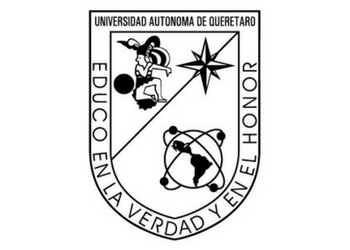 UNIVERSIDAD AUTONOMA DE QUERETARO
EDUCO EN LA VERDAD Y EN EL HONOR